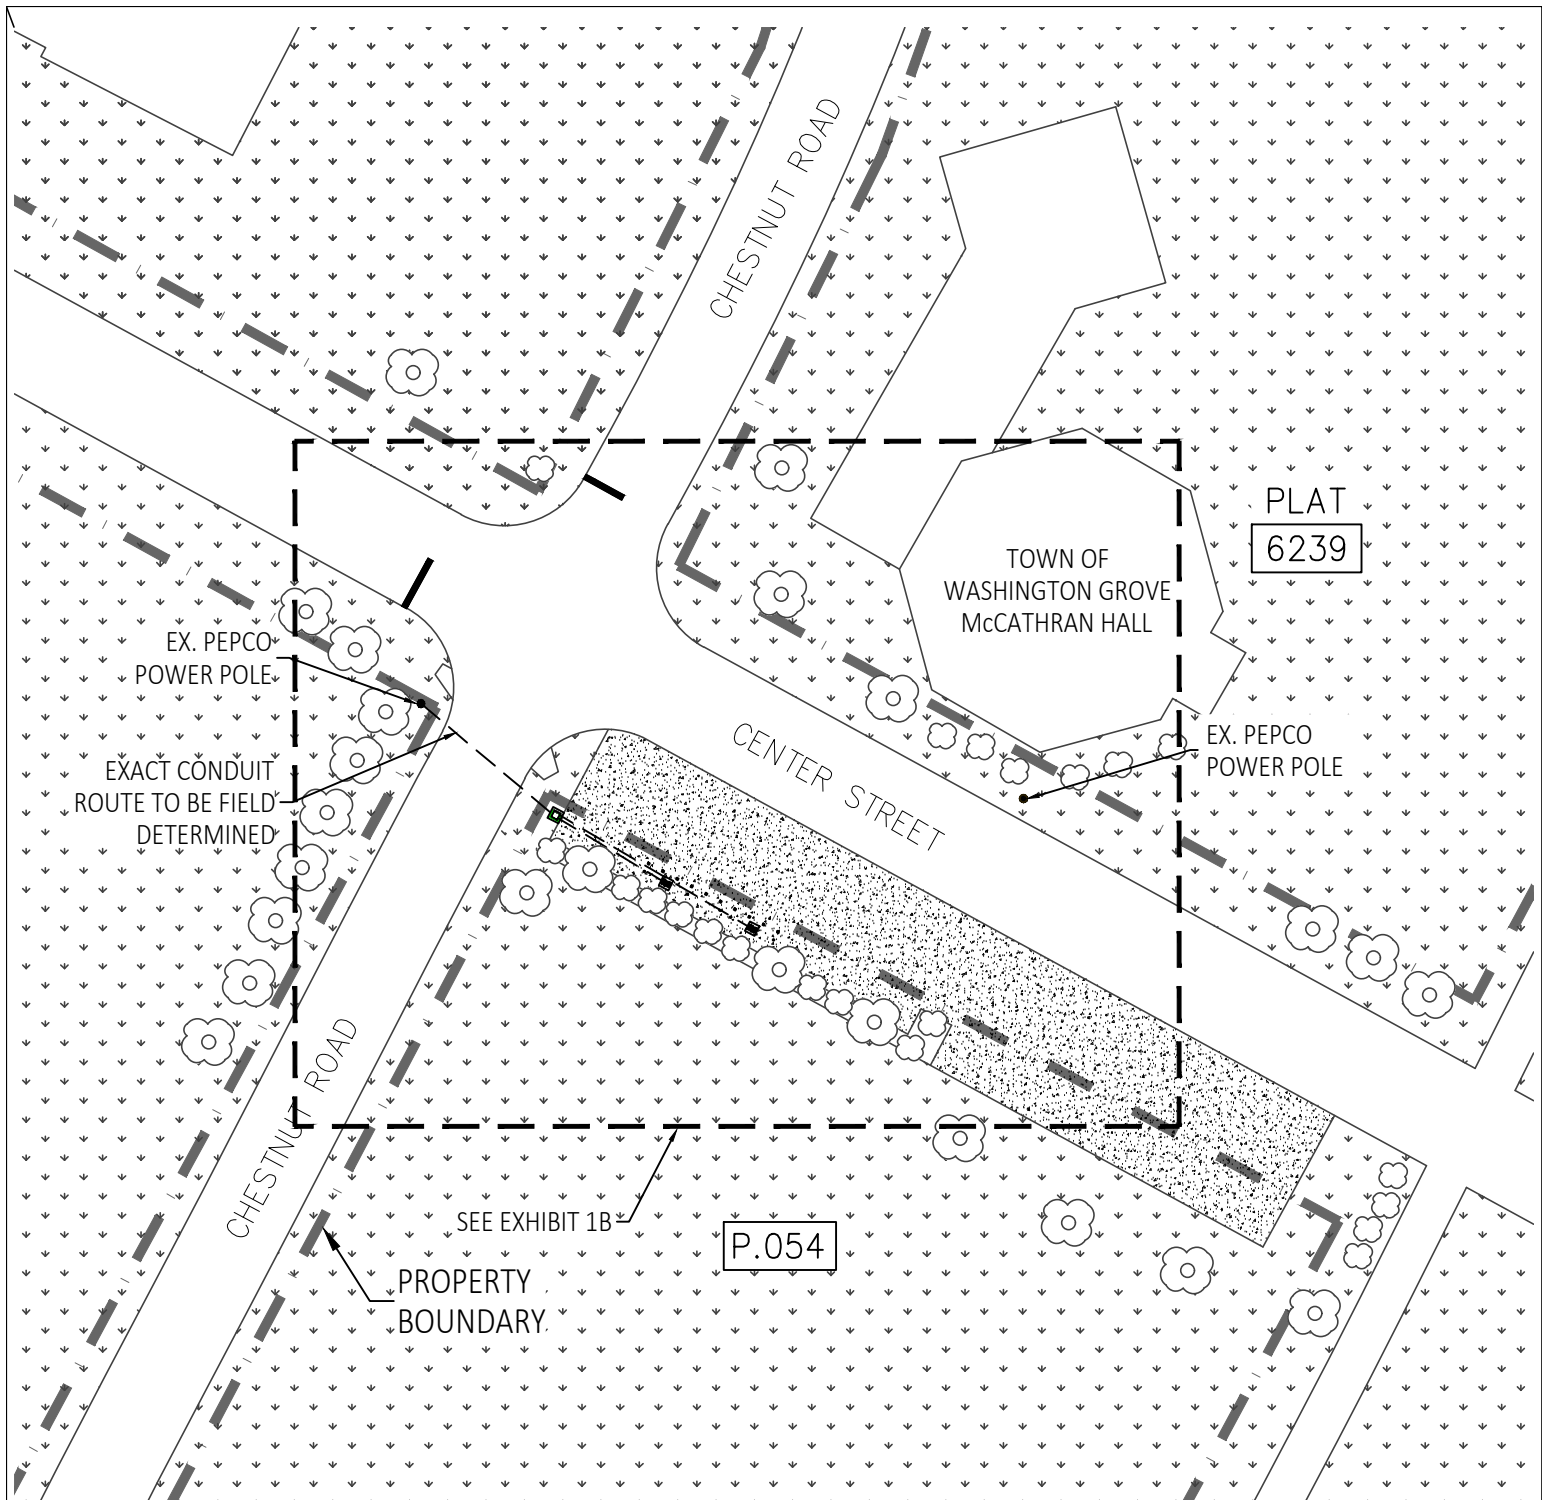 CHESTNUT ROAD
PLAT
6239
TOWN OF
WASHINGTON GROVE
McCATHRAN HALL
EX. PEPCO
POWER POLE
EX. PEPCO
POWER POLE
CENTER STREET
EXACT CONDUIT
ROUTE TO BE FIELD
DETERMINED
CHESTNUT ROAD
SEE EXHIBIT 1B
P.054
PROPERTY
BOUNDARY